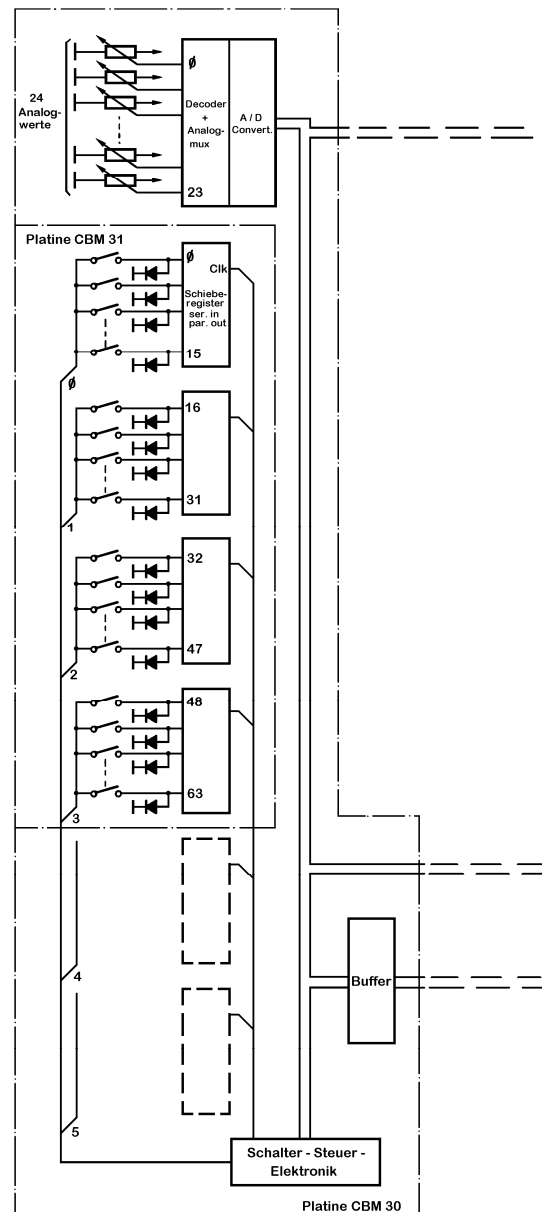 24
Analog-
werte
Ø
Decoder
+
Analog-
mux
23
A / D
Convert.
Platine CBM 31
Ø
Clk
Schiebe-
register
ser. in
par. out
15
Ø
16
31
1
32
47
2
48
63
3
4
5
Buffer
Schalter - Steuer -
Elektronik
Platine CBM 30